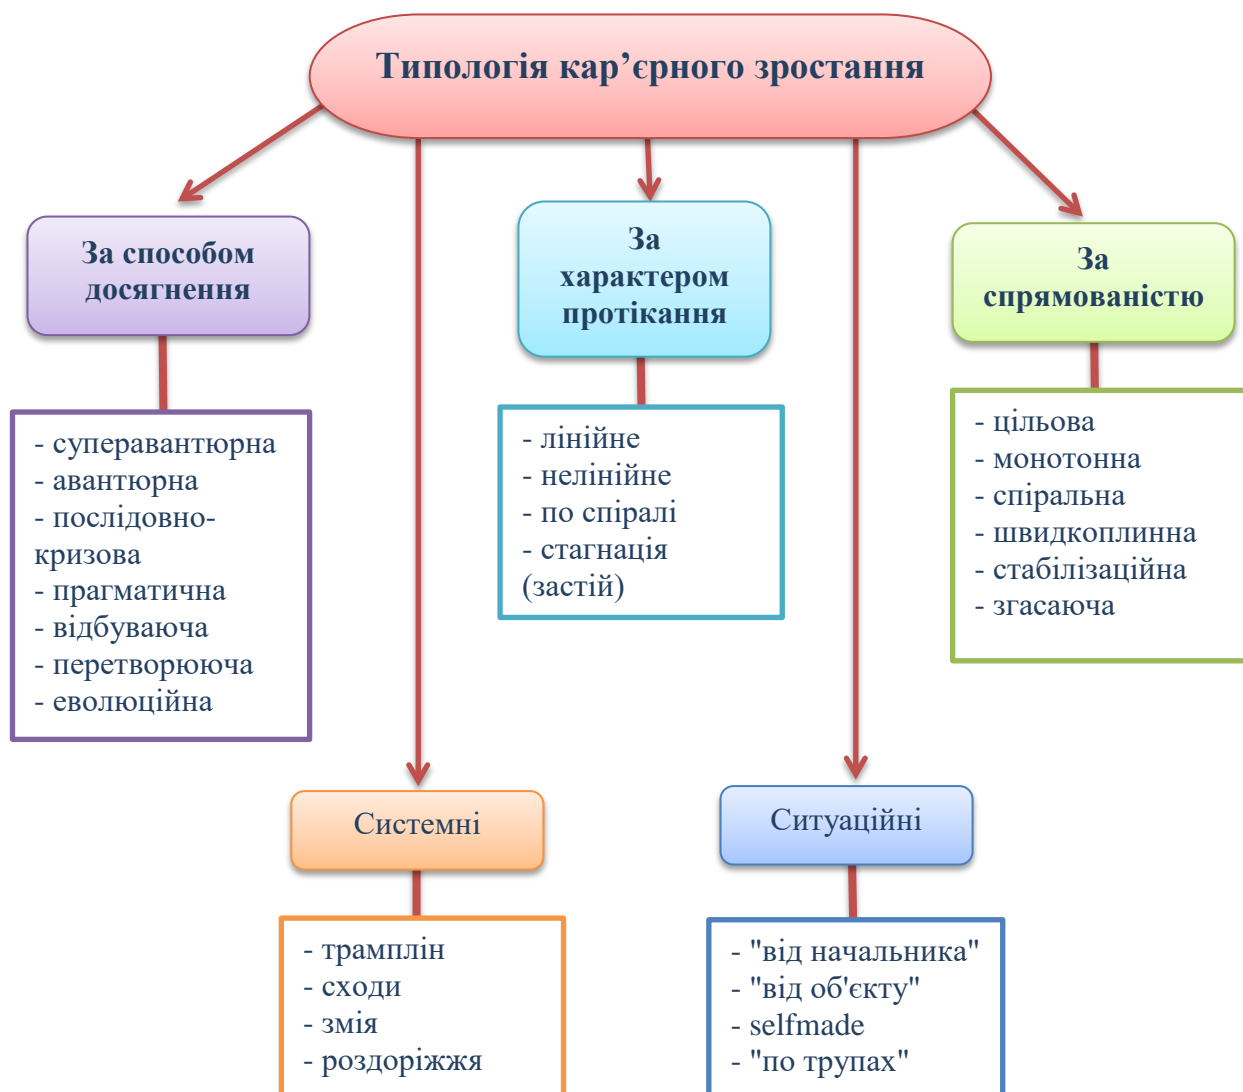 Типологія кар’єрного зростання
За способом
досягнення
- суперавантюрна
- авантюрна
- послідовно-
кризова
- прагматична
- відбуваюча
- перетворююча
- еволюційна
За
характером
протікання
- лінійне
- нелінійне
- по спіралі
- стагнація
(застій)
За
спрямованістю
- цільова
- монотонна
- спіральна
- швидкоплинна
- стабілізаційна
- згасаюча
Системні
- трамплін
- сходи
- змія
- роздоріжжя
Ситуаційні
- "від начальника"
- "від об'єкту"
- selfmade
- "по трупах"